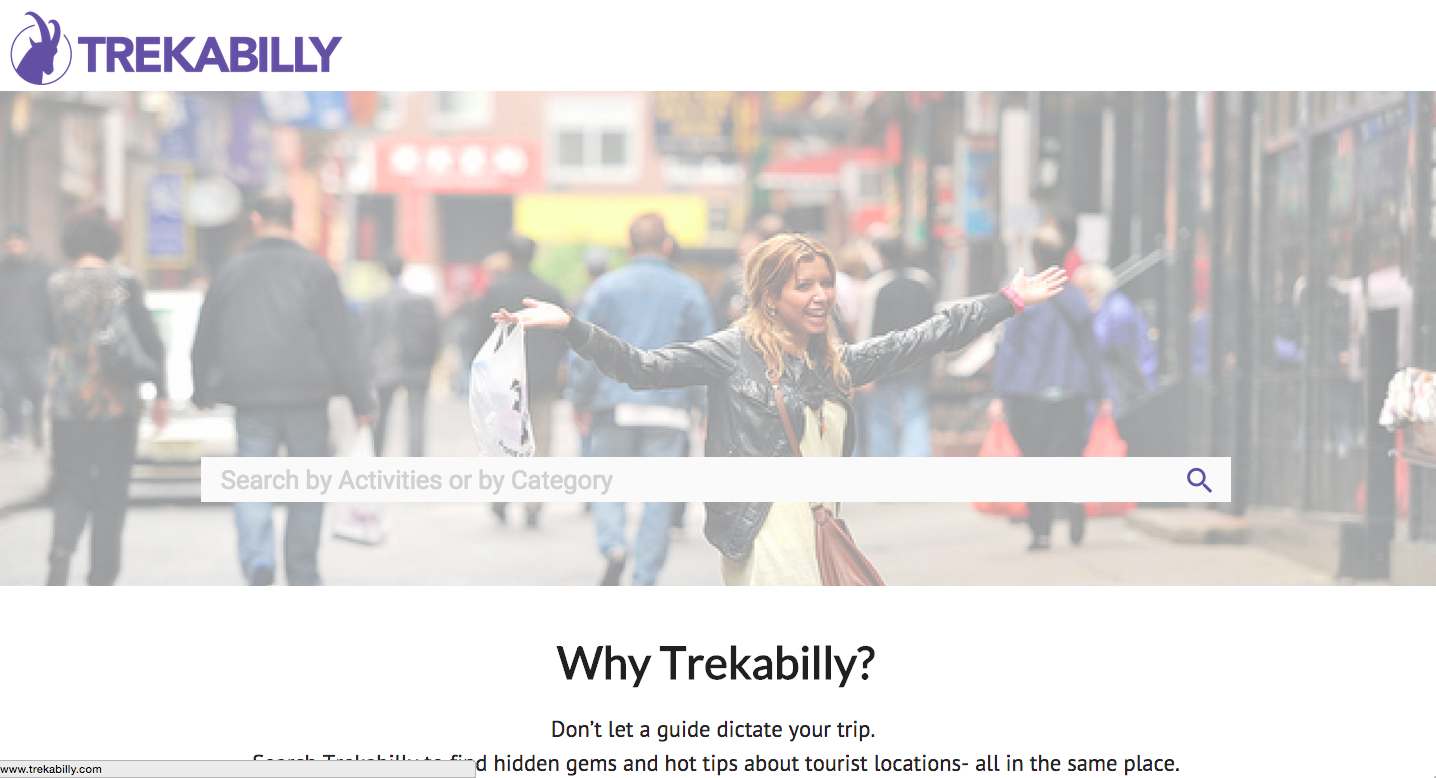 TREKABILLY
Search by Activities or by Category
Why Trekabilly?
Don't let a guide dictate your trip.
Search Trekabilly to find hidden gems and hot tips about tourist locations- all in the same place.
www.trekabilly.com